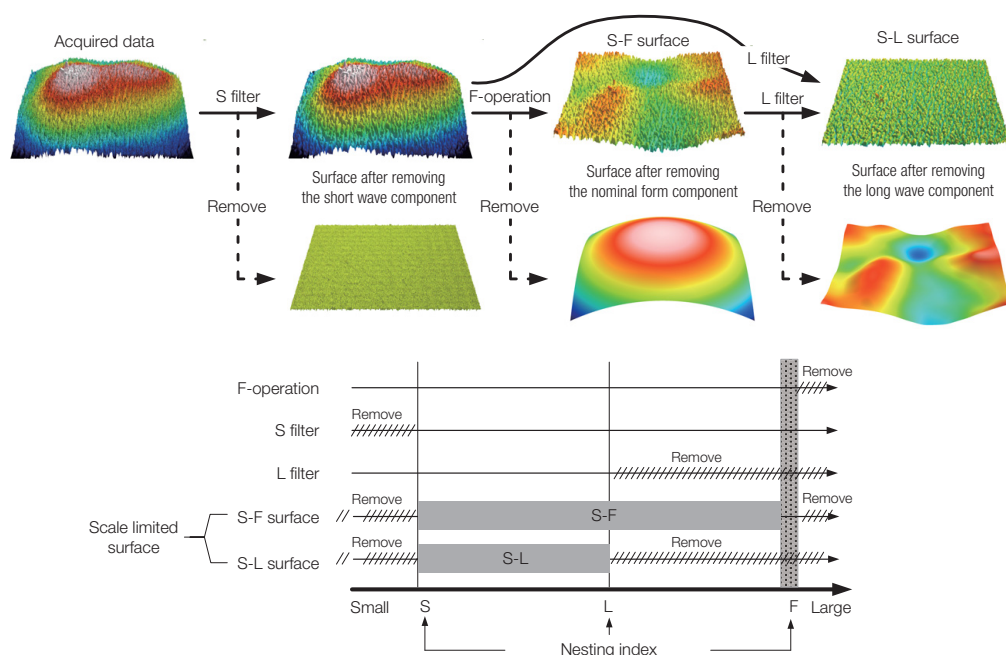 Acquired data
S filter
F-operation
S-F surface
L filter
L filter
S-L surface
Remove
Surface after removing
the short wave component
Remove
Surface after removing
the nominal form component
Remove
Surface after removing
the long wave component
F-operation
Remove
S filter
Remove
L filter
Remove
Scale limited
surface
S-F surface
Remove
S-F
Remove
S-L surface
Remove
S-L
Remove
Small
S
L
F
Large
Nesting index